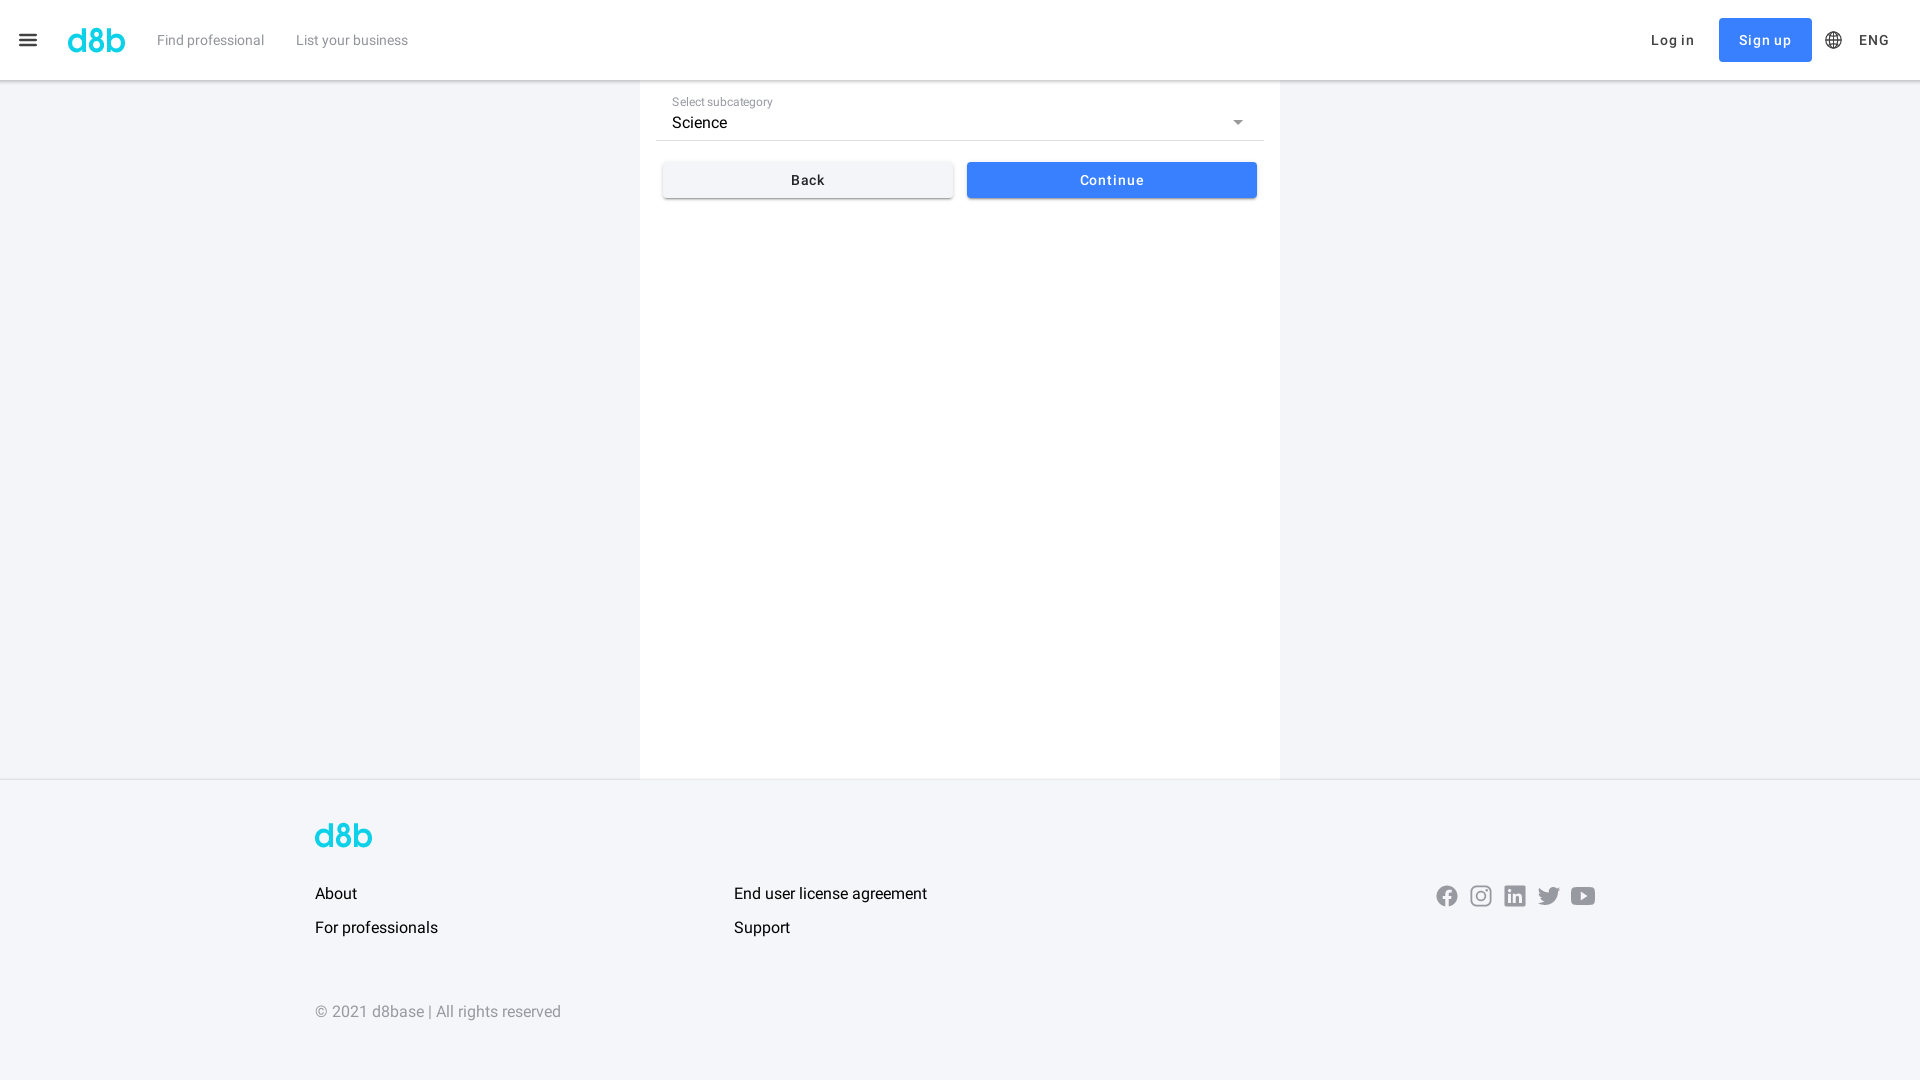 d8b
Find professional
List your business
Log in
Sign up
ENG
Select subcategory
Science
Back
Continue
d8b
About
End user license agreement
For professionals
Support
© 2021 d8base | All rights reserved